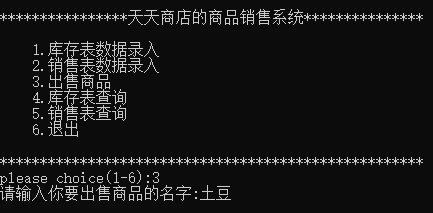 ****************天天商店的商品销售系统***************
1.库存表数据录入
2.销售表数据录入
3.出售商品
4.库存表查询
5.销售表查询
6.退出
*****************************************************
please choice(1-6):3
请输入你要出售商品的名字:土豆